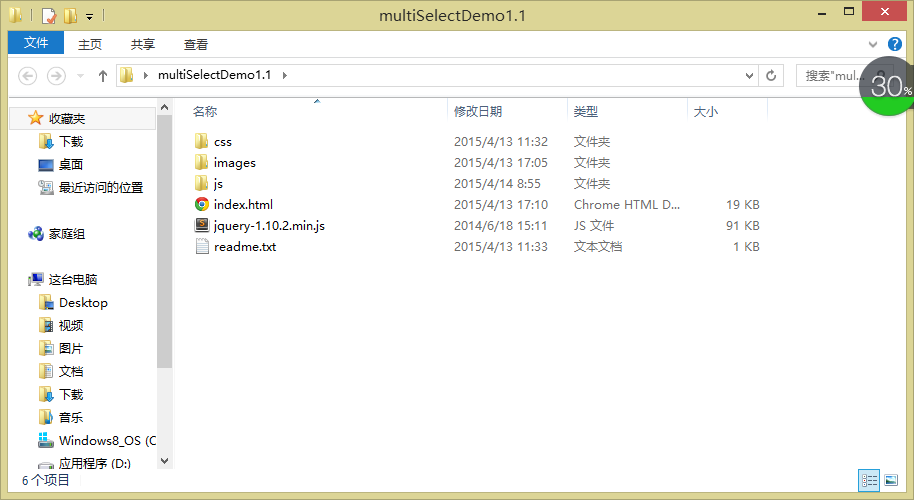 multiSelectDemo1.1
文件 主页 共享 查看
multiSelectDemo1.1 搜索"mul...
30%
名称 修改日期 类型 大小
收藏夹
下载
桌面
最近访问的位置
家庭组
这台电脑
Desktop
视频
图片
文档
下载
音乐
Windows8_OS (C
应用程序 (D:)
css 2015/4/13 11:32 文件夹
images 2015/4/13 17:05 文件夹
js 2015/4/14 8:55 文件夹
index.html 2015/4/13 17:10 Chrome HTML D... 19 KB
jquery-1.10.2.min.js 2014/6/18 15:11 JS 文件 91 KB
readme.txt 2015/4/13 11:33 文本文档 1 KB
6 个项目